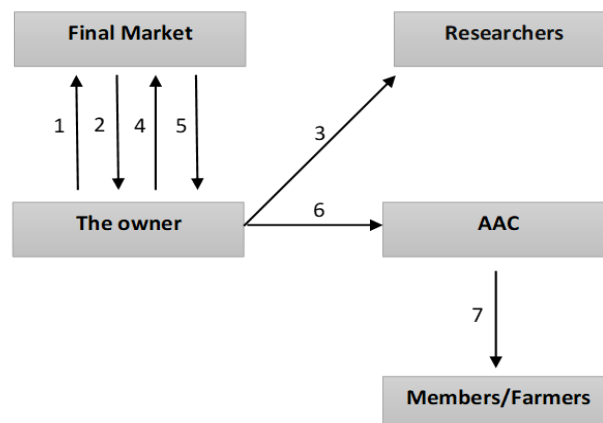 Final Market
Researchers
1
2
4
5
3
The owner
6
AAC
7
Members/Farmers